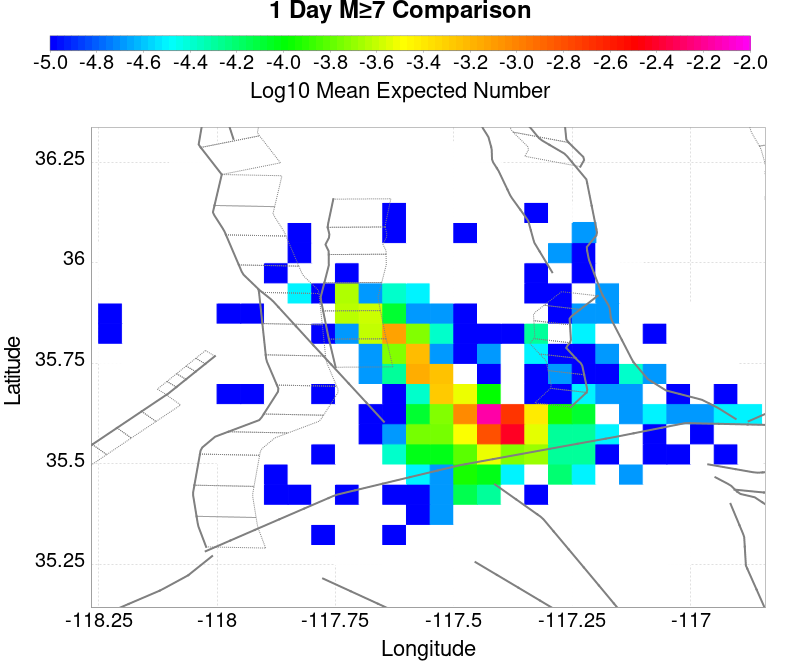 1 Day M≥7 Comparison
-5.0 -4.8 -4.6 -4.4 -4.2 -4.0 -3.8 -3.6 -3.4 -3.2 -3.0 -2.8 -2.6 -2.4 -2.2 -2.0
Log10 Mean Expected Number
36.25
36
35.75
35.5
35.25
Latitude
-118.25 -118 -117.75 -117.5 -117.25 -117
Longitude